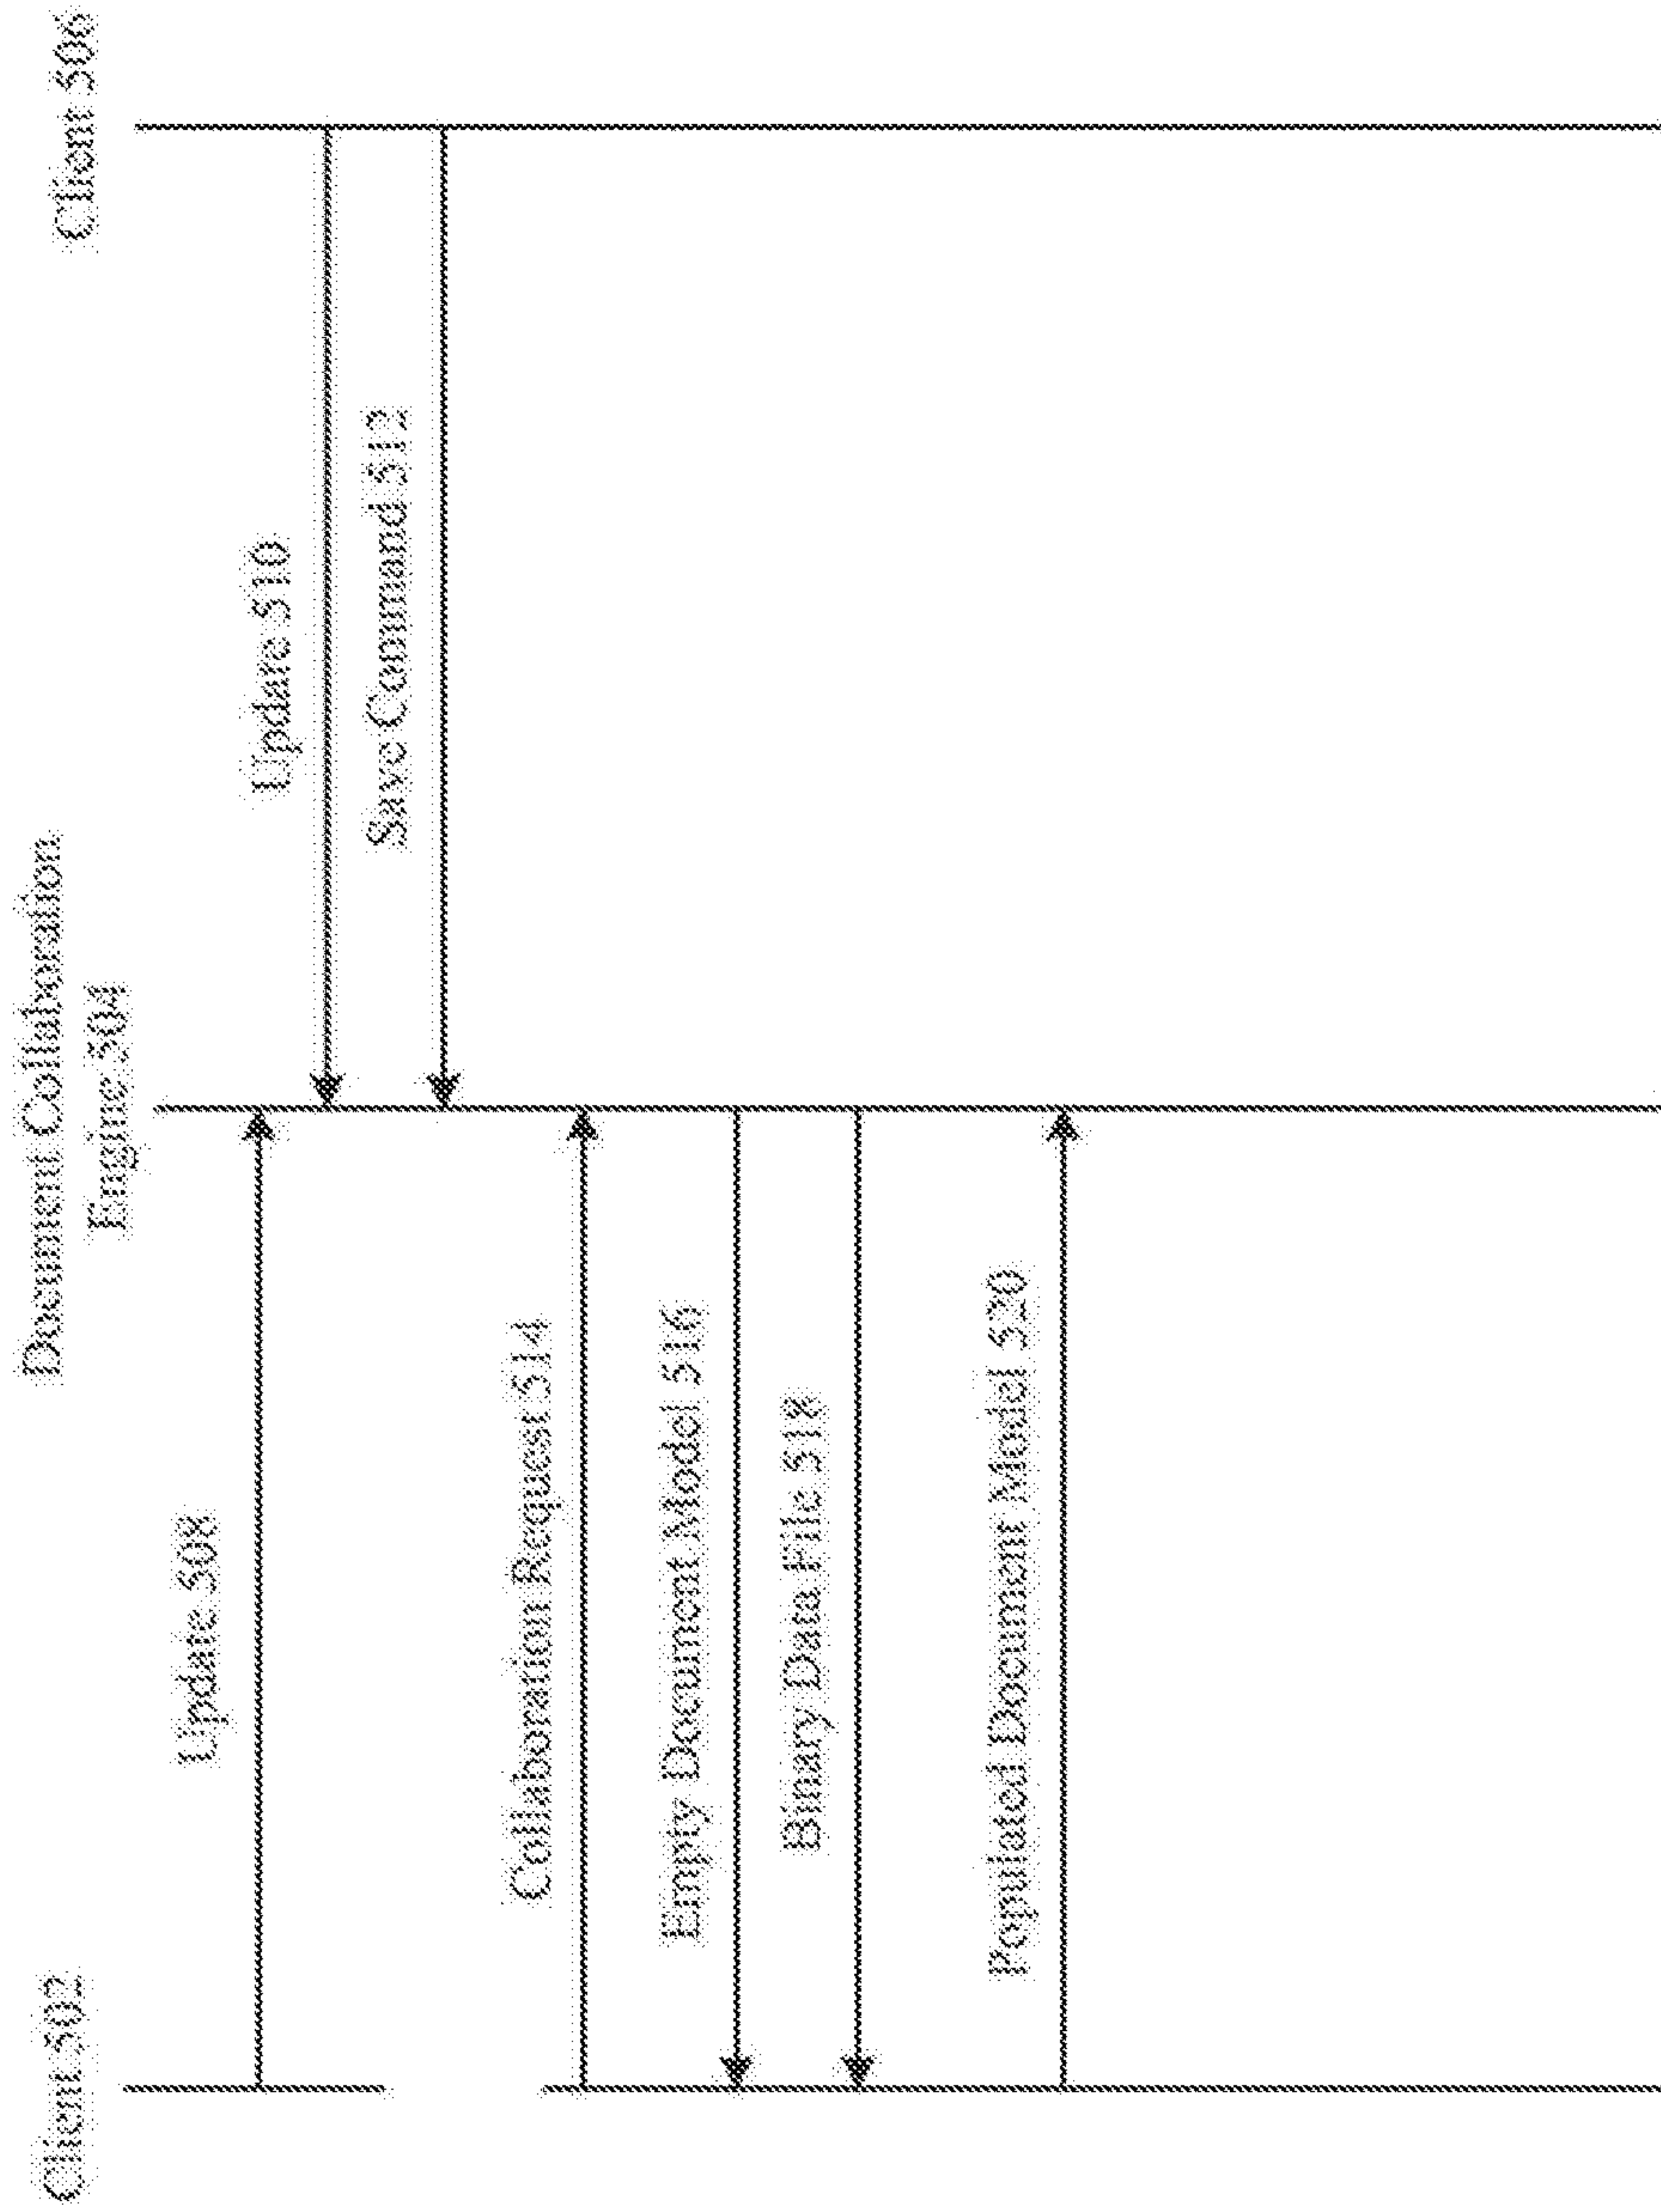 Client 502
Document Collaboration
Engine 504
Client 506
Update 508
Update 510
Save Command 512
Collaboration Request 514
Empty Document Model 516
Binary Data File 518
Populated Document Model 520